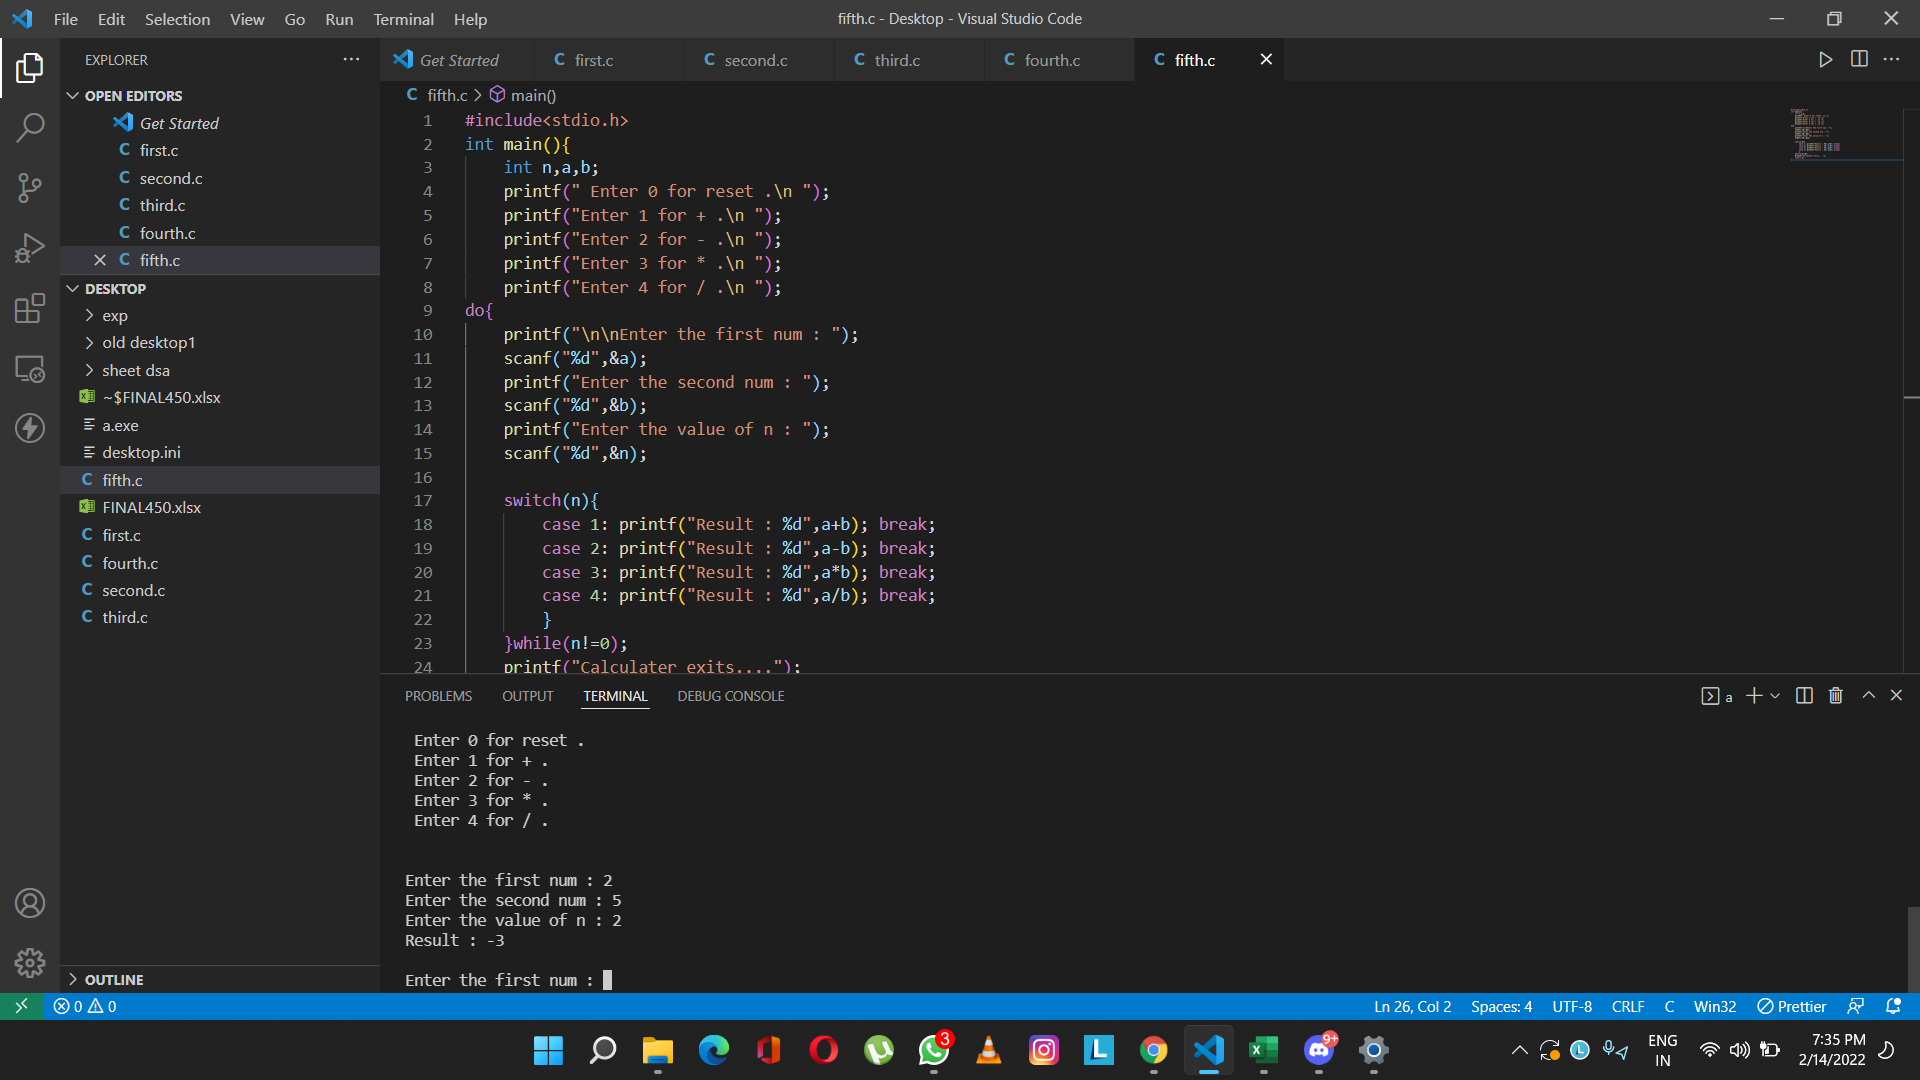 File Edit Selection View Go Run Terminal Help
fifth.c - Desktop - Visual Studio Code
EXPLORER
OPEN EDITORS
Get Started
first.c
second.c
third.c
fourth.c
fifth.c
DESKTOP
exp
old desktop1
sheet dsa
~$FINAL450.xlsx
a.exe
desktop.ini
fifth.c
FINAL450.xlsx
first.c
fourth.c
second.c
third.c
OUTLINE
Get Started first.c second.c third.c fourth.c fifth.c
fifth.c main()
1 #include<stdio.h>
2 int main(){
3 int n,a,b;
4 printf(" Enter 0 for reset .\n ");
5 printf("Enter 1 for + .\n ");
6 printf("Enter 2 for - .\n ");
7 printf("Enter 3 for * .\n ");
8 printf("Enter 4 for / .\n ");
9 do{
10 printf("\n\nEnter the first num : ");
11 scanf("%d",&a);
12 printf("Enter the second num : ");
13 scanf("%d",&b);
14 printf("Enter the value of n : ");
15 scanf("%d",&n);
16
17 switch(n){
18 case 1: printf("Result : %d",a+b); break;
19 case 2: printf("Result : %d",a-b); break;
20 case 3: printf("Result : %d",a*b); break;
21 case 4: printf("Result : %d",a/b); break;
22 }
23 }while(n!=0);
24 printf("Calculater exits....");
PROBLEMS OUTPUT TERMINAL DEBUG CONSOLE
a
Enter 0 for reset .
Enter 1 for + .
Enter 2 for - .
Enter 3 for * .
Enter 4 for / .
Enter the first num : 2
Enter the second num : 5
Enter the value of n : 2
Result : -3
Enter the first num :
0 0
Ln 26, Col 2 Spaces: 4 UTF-8 CRLF C Win32 Prettier
3
9+
ENG
IN
7:35 PM
2/14/2022